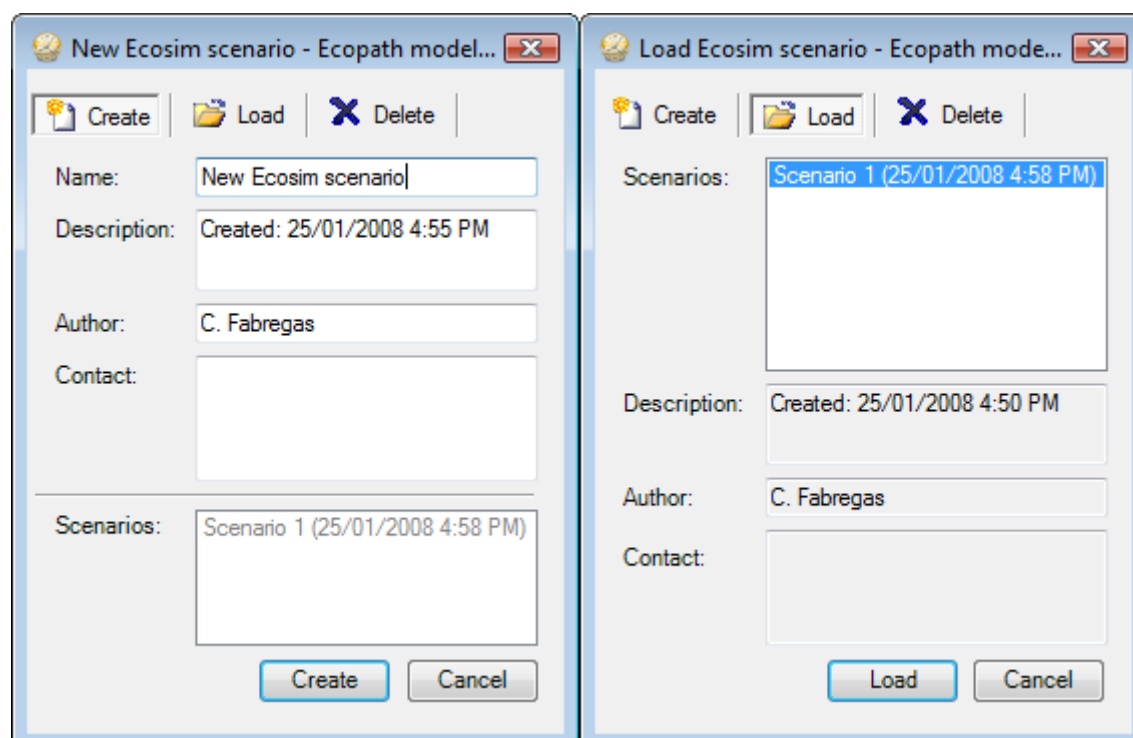 New Ecosim scenario - Ecopath model...
Create Load Delete
Name: New Ecosim scenario
Description: Created: 25/01/2008 4:55 PM
Author: C. Fabregas
Contact:
Scenarios: Scenario 1 (25/01/2008 4:58 PM)
Create Cancel
Load Ecosim scenario - Ecopath mode...
Create Load Delete
Scenarios: Scenario 1 (25/01/2008 4:58 PM)
Description: Created: 25/01/2008 4:50 PM
Author: C. Fabregas
Contact:
Load Cancel